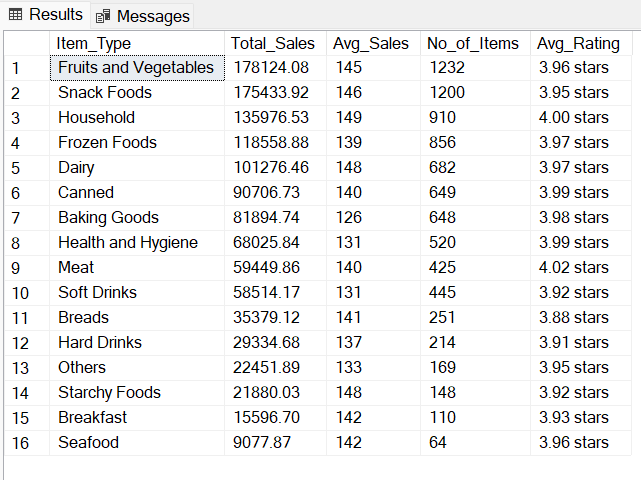 Results Messages
Item_Type Total_Sales Avg_Sales No_of_Items Avg_Rating
1 Fruits and Vegetables 178124.08 145 1232 3.96 stars
2 Snack Foods 175433.92 146 1200 3.95 stars
3 Household 135976.53 149 910 4.00 stars
4 Frozen Foods 118558.88 139 856 3.97 stars
5 Dairy 101276.46 148 682 3.97 stars
6 Canned 90706.73 140 649 3.99 stars
7 Baking Goods 81894.74 126 648 3.98 stars
8 Health and Hygiene 68025.84 131 520 3.99 stars
9 Meat 59449.86 140 425 4.02 stars
10 Soft Drinks 58514.17 131 445 3.92 stars
11 Breads 35379.12 141 251 3.88 stars
12 Hard Drinks 29334.68 137 214 3.91 stars
13 Others 22451.89 133 169 3.95 stars
14 Starchy Foods 21880.03 148 148 3.92 stars
15 Breakfast 15596.70 142 110 3.93 stars
16 Seafood 9077.87 142 64 3.96 stars